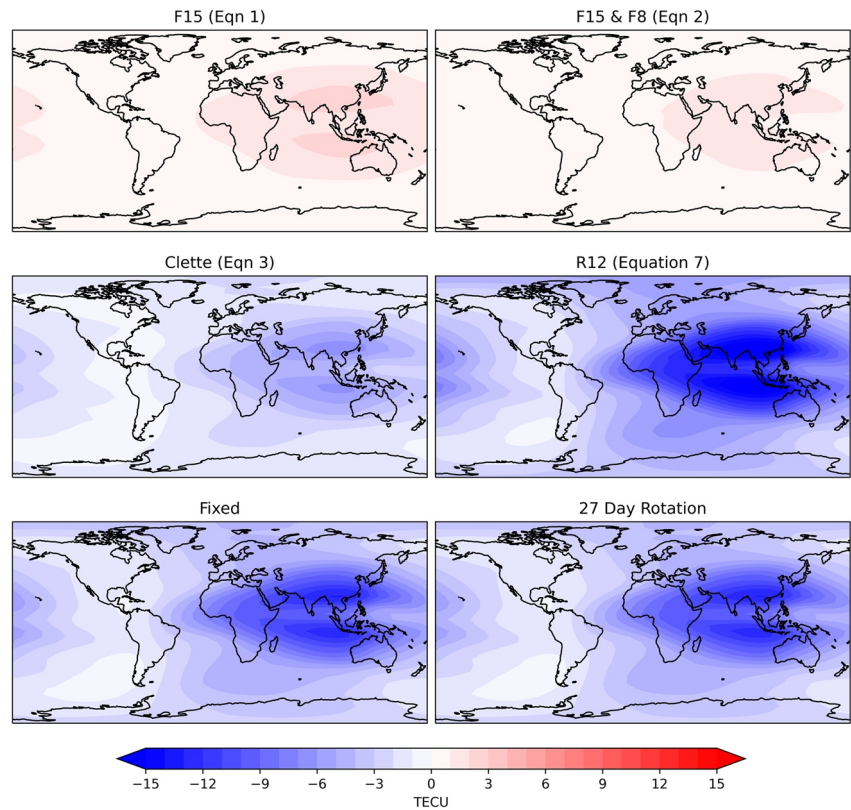 F15 (Eqn 1)
F15 & F8 (Eqn 2)
Clette (Eqn 3)
R12 (Equation 7)
Fixed
27 Day Rotation
−15 −12 −9 −6 −3 0 3 6 9 12 15
TECU